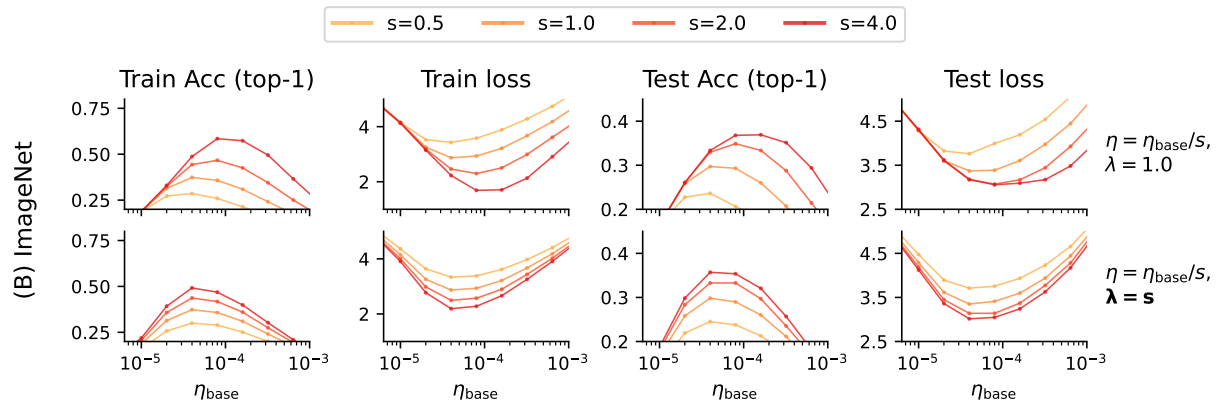 s=0.5 s=1.0 s=2.0 s=4.0
Train Acc (top-1) Train loss Test Acc (top-1) Test loss
(B) ImageNet
0.75
0.50
0.25
4
2
0.4
0.3
0.2
4.5
3.5
2.5
η = η_base/s,
λ = 1.0
0.75
0.50
0.25
4
2
0.4
0.3
0.2
4.5
3.5
2.5
η = η_base/s,
λ = s
10⁻⁵ 10⁻⁴ 10⁻³
10⁻⁵ 10⁻⁴ 10⁻³
10⁻⁵ 10⁻⁴ 10⁻³
10⁻⁵ 10⁻⁴ 10⁻³
η_base η_base η_base η_base